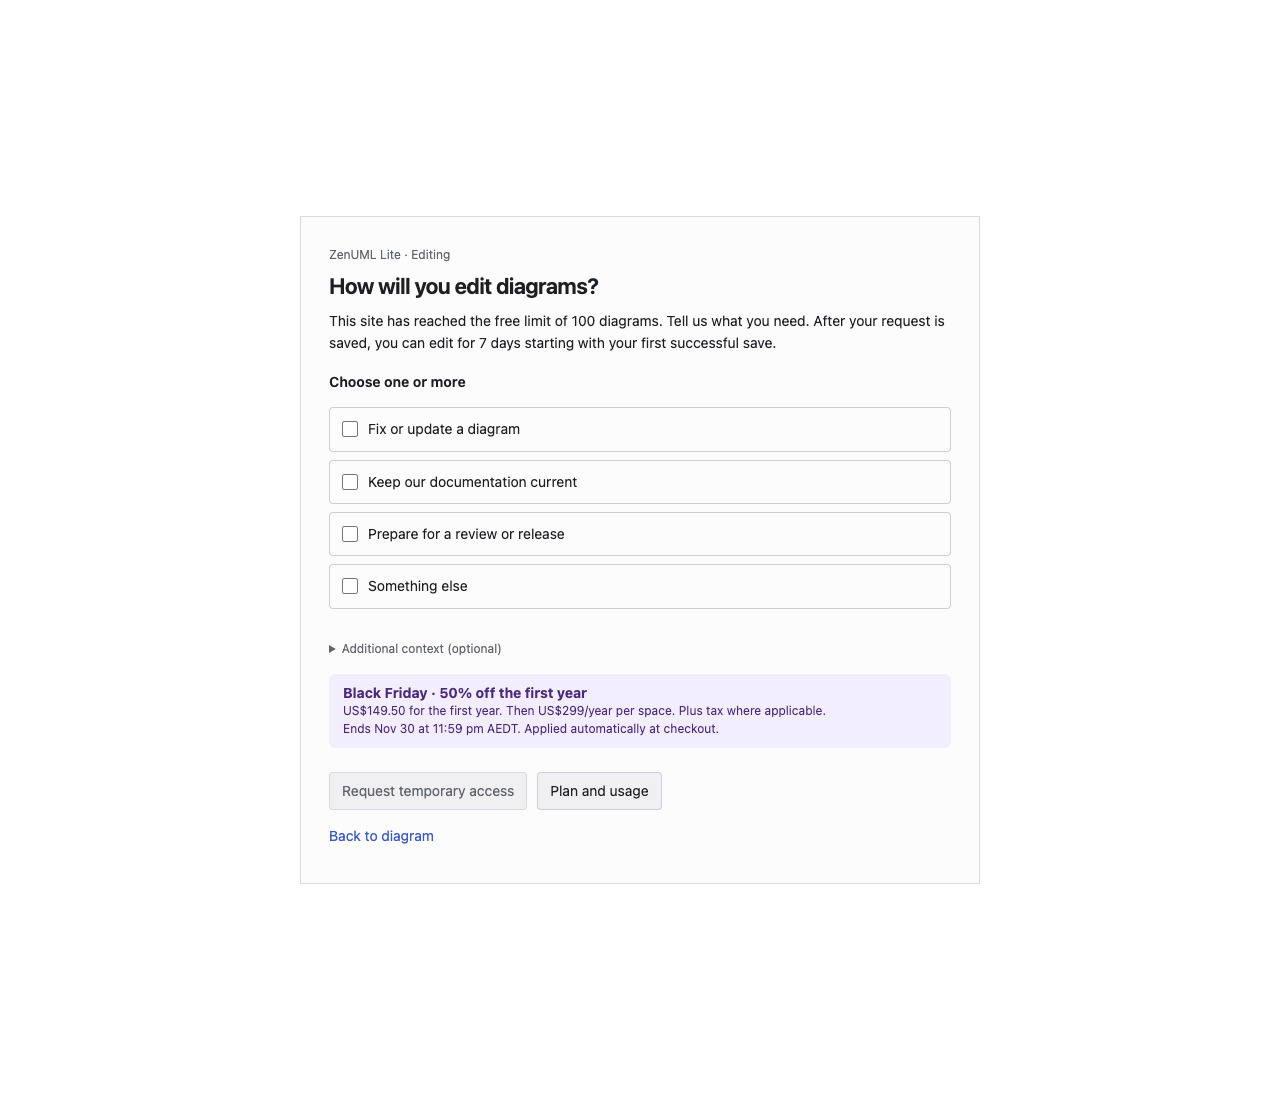 ZenUML Lite · Editing
How will you edit diagrams?
This site has reached the free limit of 100 diagrams. Tell us what you need. After your request is
saved, you can edit for 7 days starting with your first successful save.
Choose one or more
Fix or update a diagram
Keep our documentation current
Prepare for a review or release
Something else
Additional context (optional)
Black Friday · 50% off the first year
US$149.50 for the first year. Then US$299/year per space. Plus tax where applicable.
Ends Nov 30 at 11:59 pm AEDT. Applied automatically at checkout.
Request temporary access
Plan and usage
Back to diagram